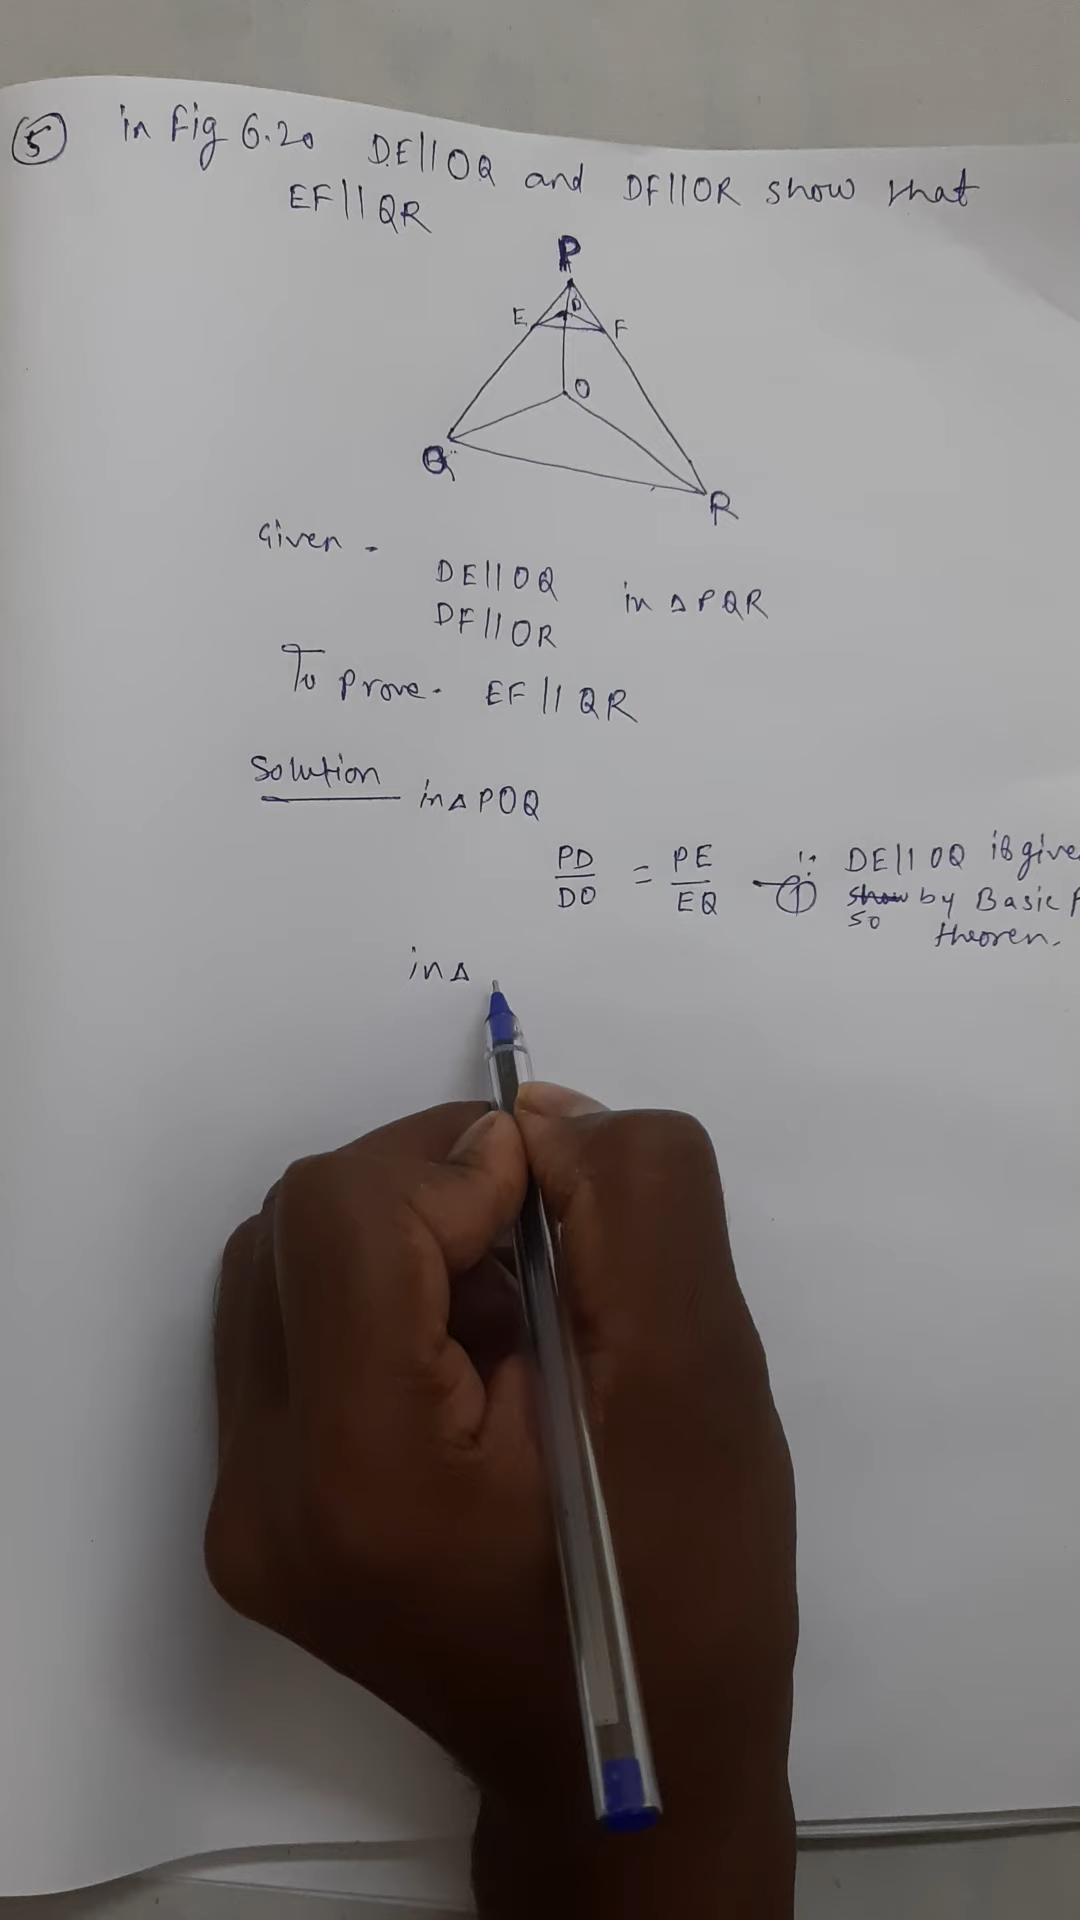 5 in Fig 6.20 DE||OQ and DF||OR show that
EF||QR
P
D
E F
O
Q
R
Given -
DE||OQ in △PQR
DF||OR
To prove - EF||QR
Solution in △POQ
PD/DO = PE/EQ — ① ∵ DE||OQ is give
so by Basic P
theoren.
in △